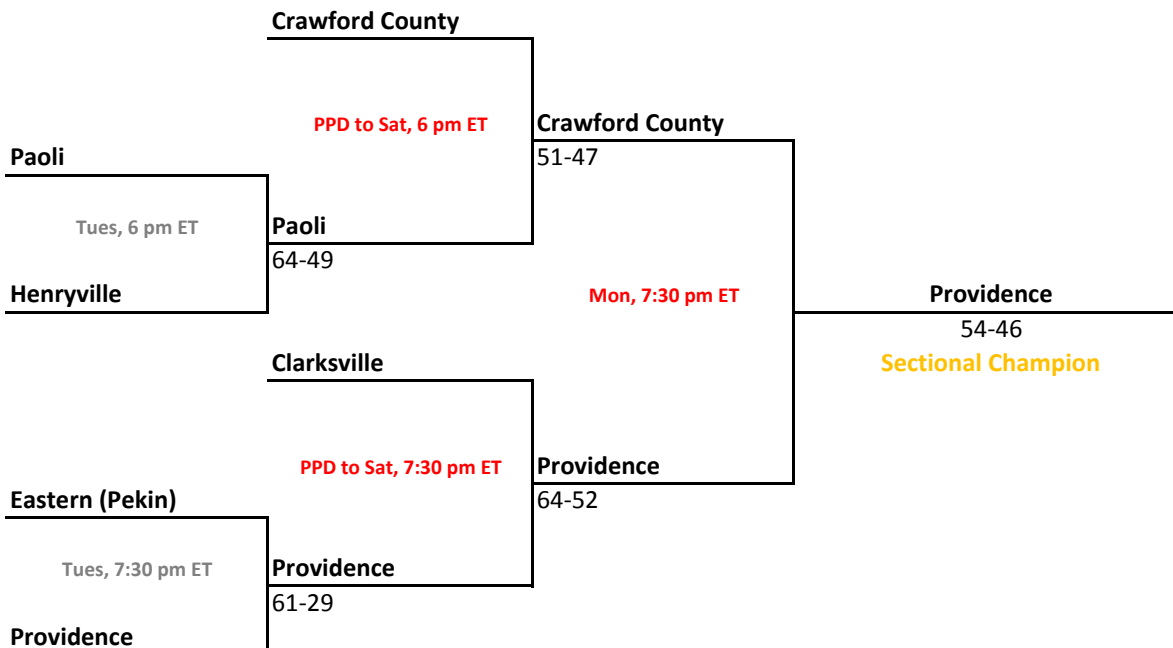 Crawford County
PPD to Sat, 6 pm ET
Crawford County
51-47
Paoli
Tues, 6 pm ET
Paoli
64-49
Henryville
Mon, 7:30 pm ET
Providence
54-46
Sectional Champion
Clarksville
PPD to Sat, 7:30 pm ET
Providence
64-52
Eastern (Pekin)
Tues, 7:30 pm ET
Providence
61-29
Providence